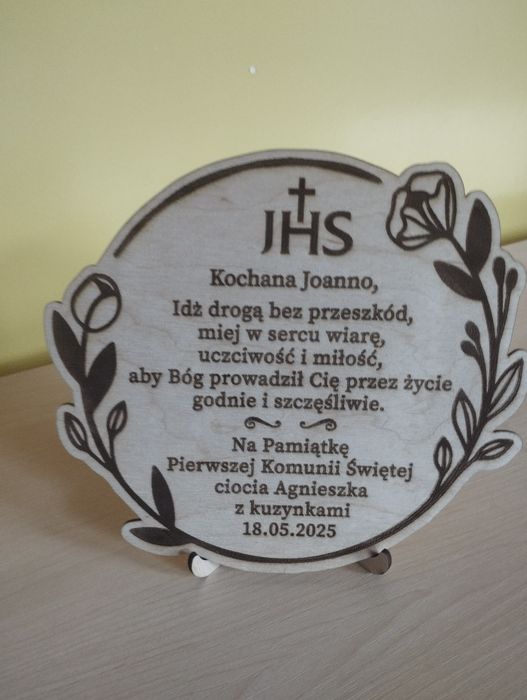 JHS
Kochana Joanno,
Idź drogą bez przeszkód,
miej w sercu wiarę,
uczciwość i miłość,
aby Bóg prowadził Cię przez życie
godnie i szczęśliwie.
Na Pamiątkę
Pierwszej Komunii Świętej
ciocia Agnieszka
z kuzynkami
18.05.2025